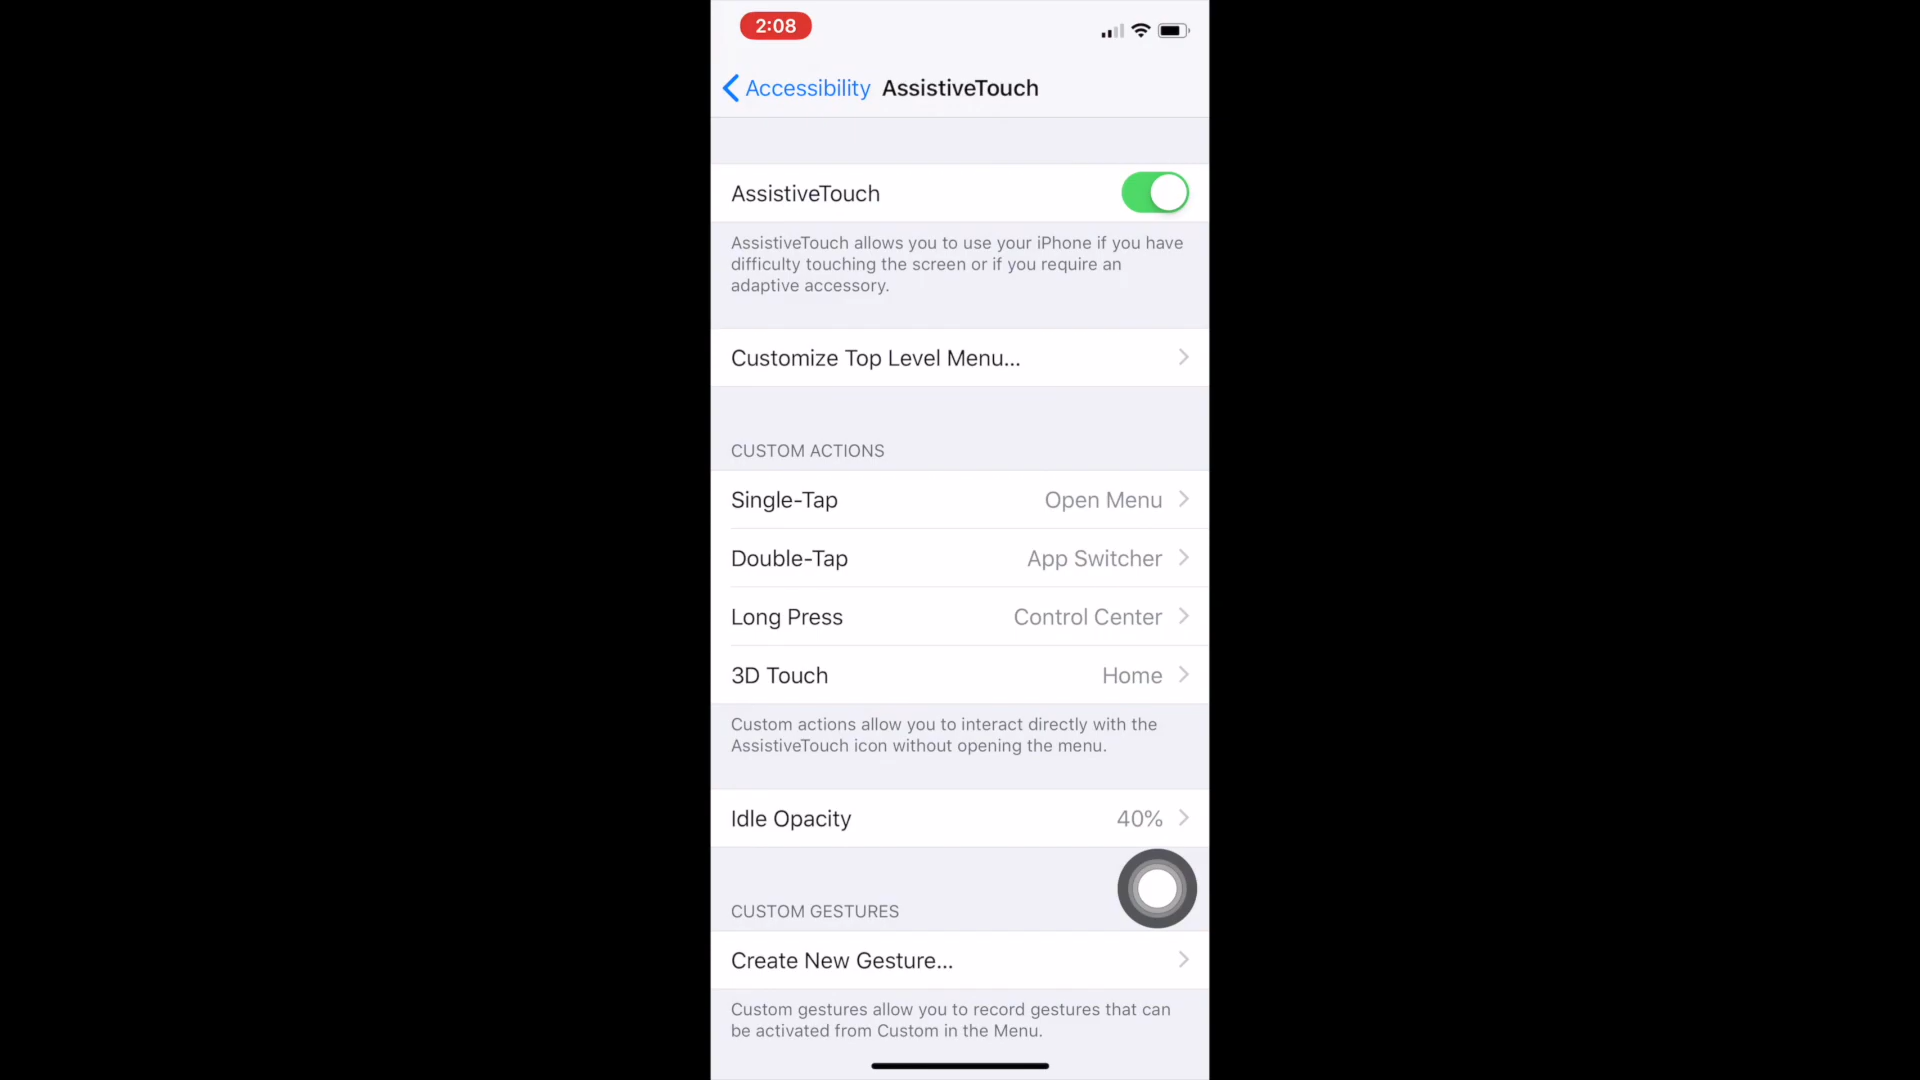 2:08
Accessibility AssistiveTouch
AssistiveTouch
AssistiveTouch allows you to use your iPhone if you have
difficulty touching the screen or if you require an
adaptive accessory.
Customize Top Level Menu...
CUSTOM ACTIONS
Single-Tap Open Menu
Double-Tap App Switcher
Long Press Control Center
3D Touch Home
Custom actions allow you to interact directly with the
AssistiveTouch icon without opening the menu.
Idle Opacity 40%
CUSTOM GESTURES
Create New Gesture...
Custom gestures allow you to record gestures that can
be activated from Custom in the Menu.